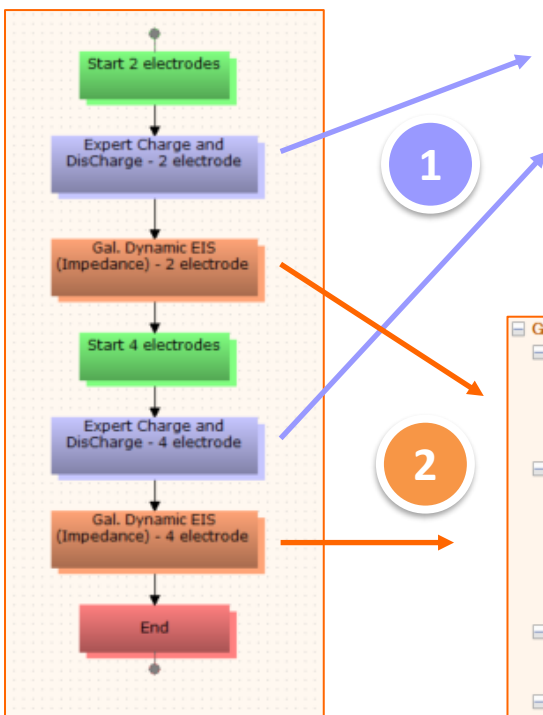 Start 2 electrodes
Expert Charge and
DisCharge - 2 electrode
Gal. Dynamic EIS
(Impedance) - 2 electrode
Start 4 electrodes
Expert Charge and
DisCharge - 4 electrode
Gal. Dynamic EIS
(Impedance) - 4 electrode
End
1
2
G